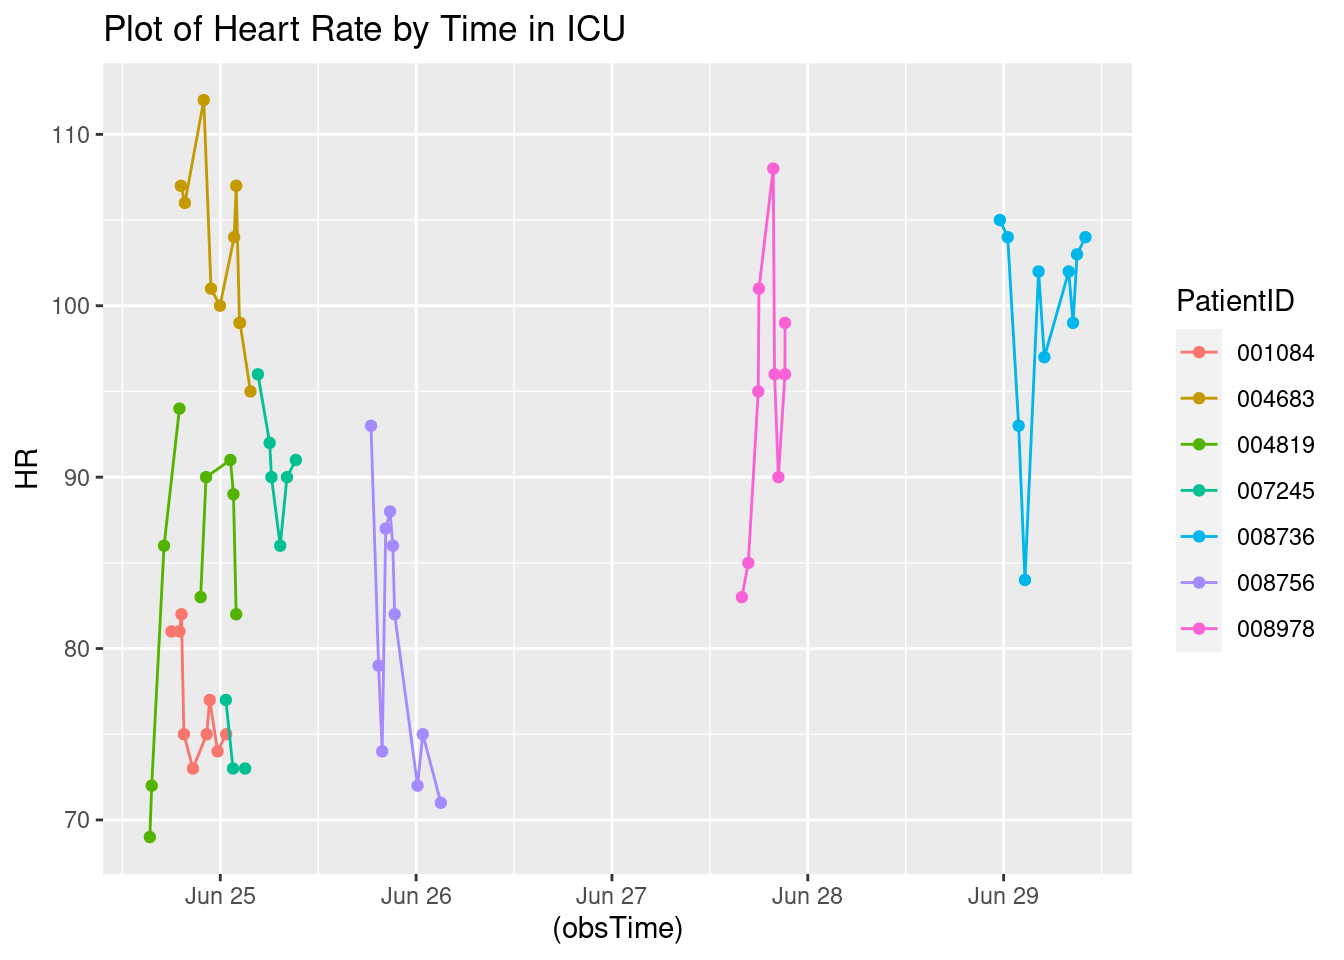 Plot of Heart Rate by Time in ICU
HR
110
100
90
80
70
Jun 25 Jun 26 Jun 27 Jun 28 Jun 29
(obsTime)
PatientID
001084
004683
004819
007245
008736
008756
008978